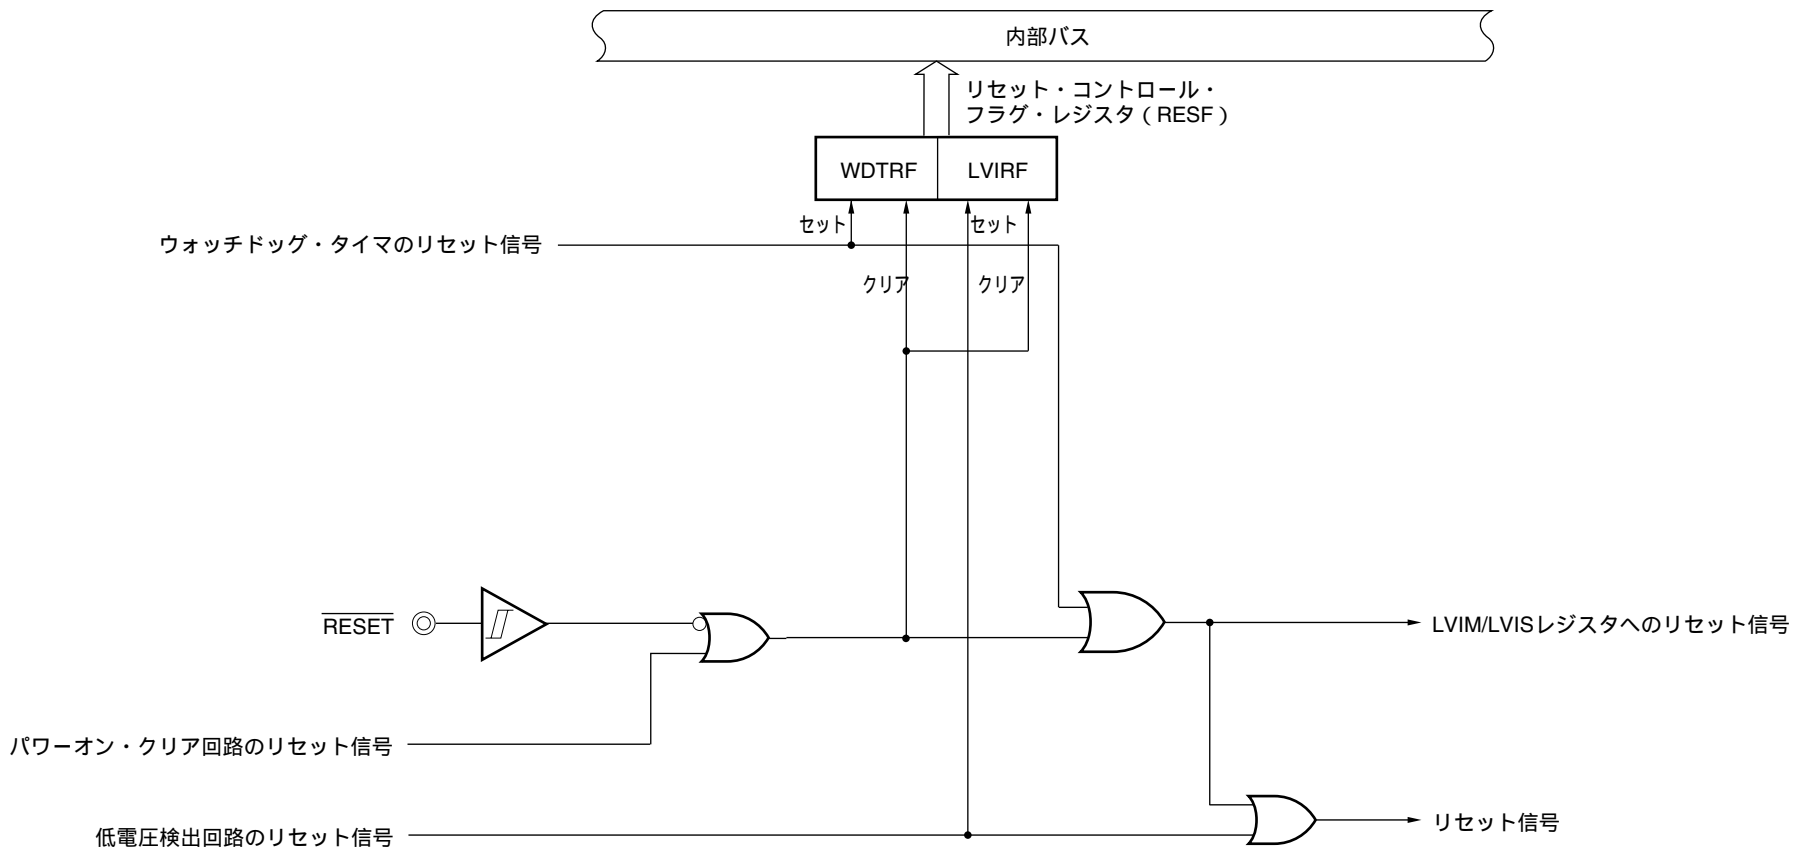 内部バス
リセット・コントロール・
フラグ・レジスタ（RESF）
WDTRF
LVIRF
セット
セット
ウォッチドッグ・タイマのリセット信号
クリア
クリア
RESET
LVIM/LVISレジスタへのリセット信号
パワーオン・クリア回路のリセット信号
低電圧検出回路のリセット信号
リセット信号